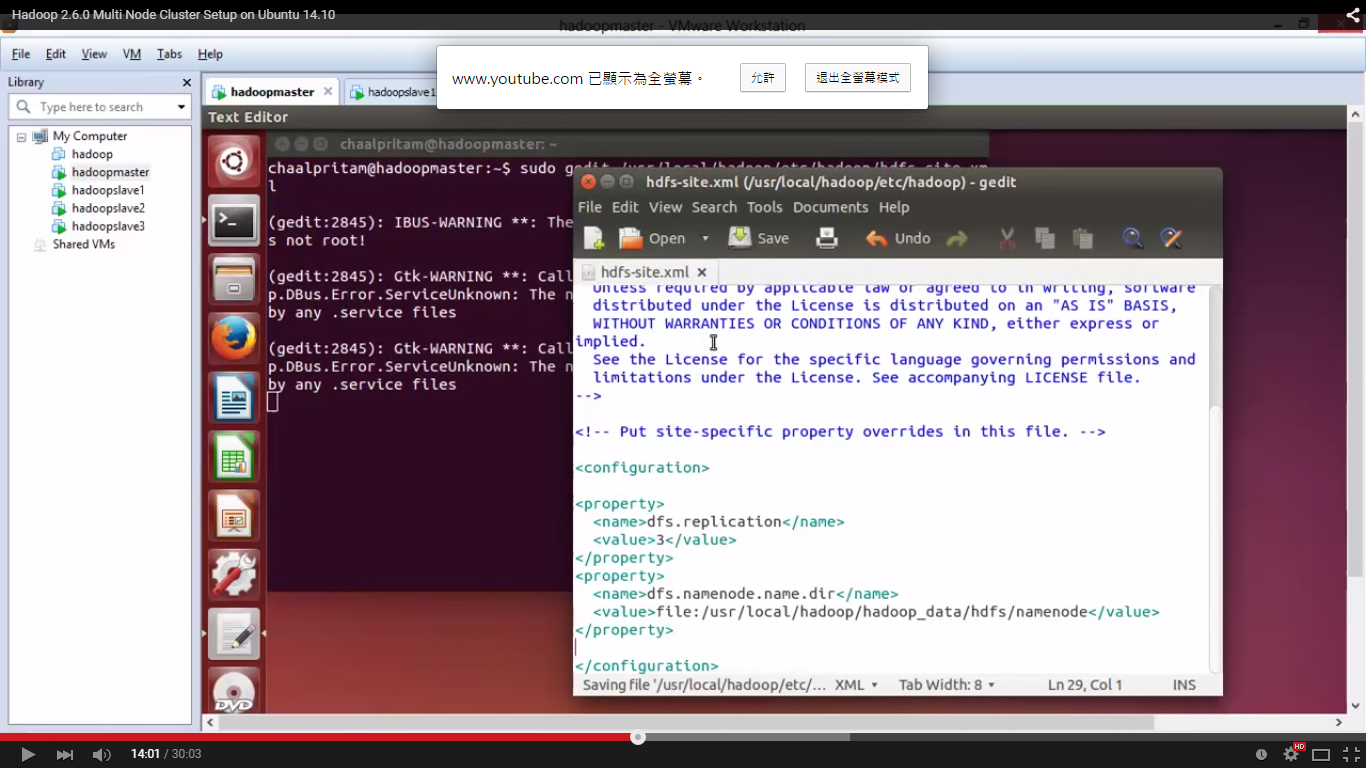 Hadoop 2.6.0 Multi Node Cluster Setup on Ubuntu 14.10
hadoopmaster - VMware Workstation
File Edit View VM Tabs Help
www.youtube.com 已顯示為全螢幕。 允許 退出全螢幕模式
Library
Type here to search
My Computer
hadoop
hadoopmaster
hadoopslave1
hadoopslave2
hadoopslave3
Shared VMs
hadoopmaster hadoopslave1
Text Editor
chaalpritam@hadoopmaster: ~
chaalpritam@hadoopmaster:~$ sudo gedit /usr/local/hadoop/etc/hadoop/hdfs-site.xm
l
(gedit:2845): IBUS-WARNING **: The
s not root!
(gedit:2845): Gtk-WARNING **: Call
p.DBus.Error.ServiceUnknown: The n
by any .service files
(gedit:2845): Gtk-WARNING **: Call
p.DBus.Error.ServiceUnknown: The n
by any .service files
hdfs-site.xml (/usr/local/hadoop/etc/hadoop) - gedit
File Edit View Search Tools Documents Help
Open Save Undo
hdfs-site.xml
Unless required by applicable law or agreed to in writing, software
distributed under the License is distributed on an "AS IS" BASIS,
WITHOUT WARRANTIES OR CONDITIONS OF ANY KIND, either express or
implied.
See the License for the specific language governing permissions and
limitations under the License. See accompanying LICENSE file.
-->
<!-- Put site-specific property overrides in this file. -->
<configuration>
<property>
<name>dfs.replication</name>
<value>3</value>
</property>
<property>
<name>dfs.namenode.name.dir</name>
<value>file:/usr/local/hadoop/hadoop_data/hdfs/namenode</value>
</property>
</configuration>
Saving file '/usr/local/hadoop/etc/... XML Tab Width: 8 Ln 29, Col 1 INS
DVD
14:01 / 30:03
HD